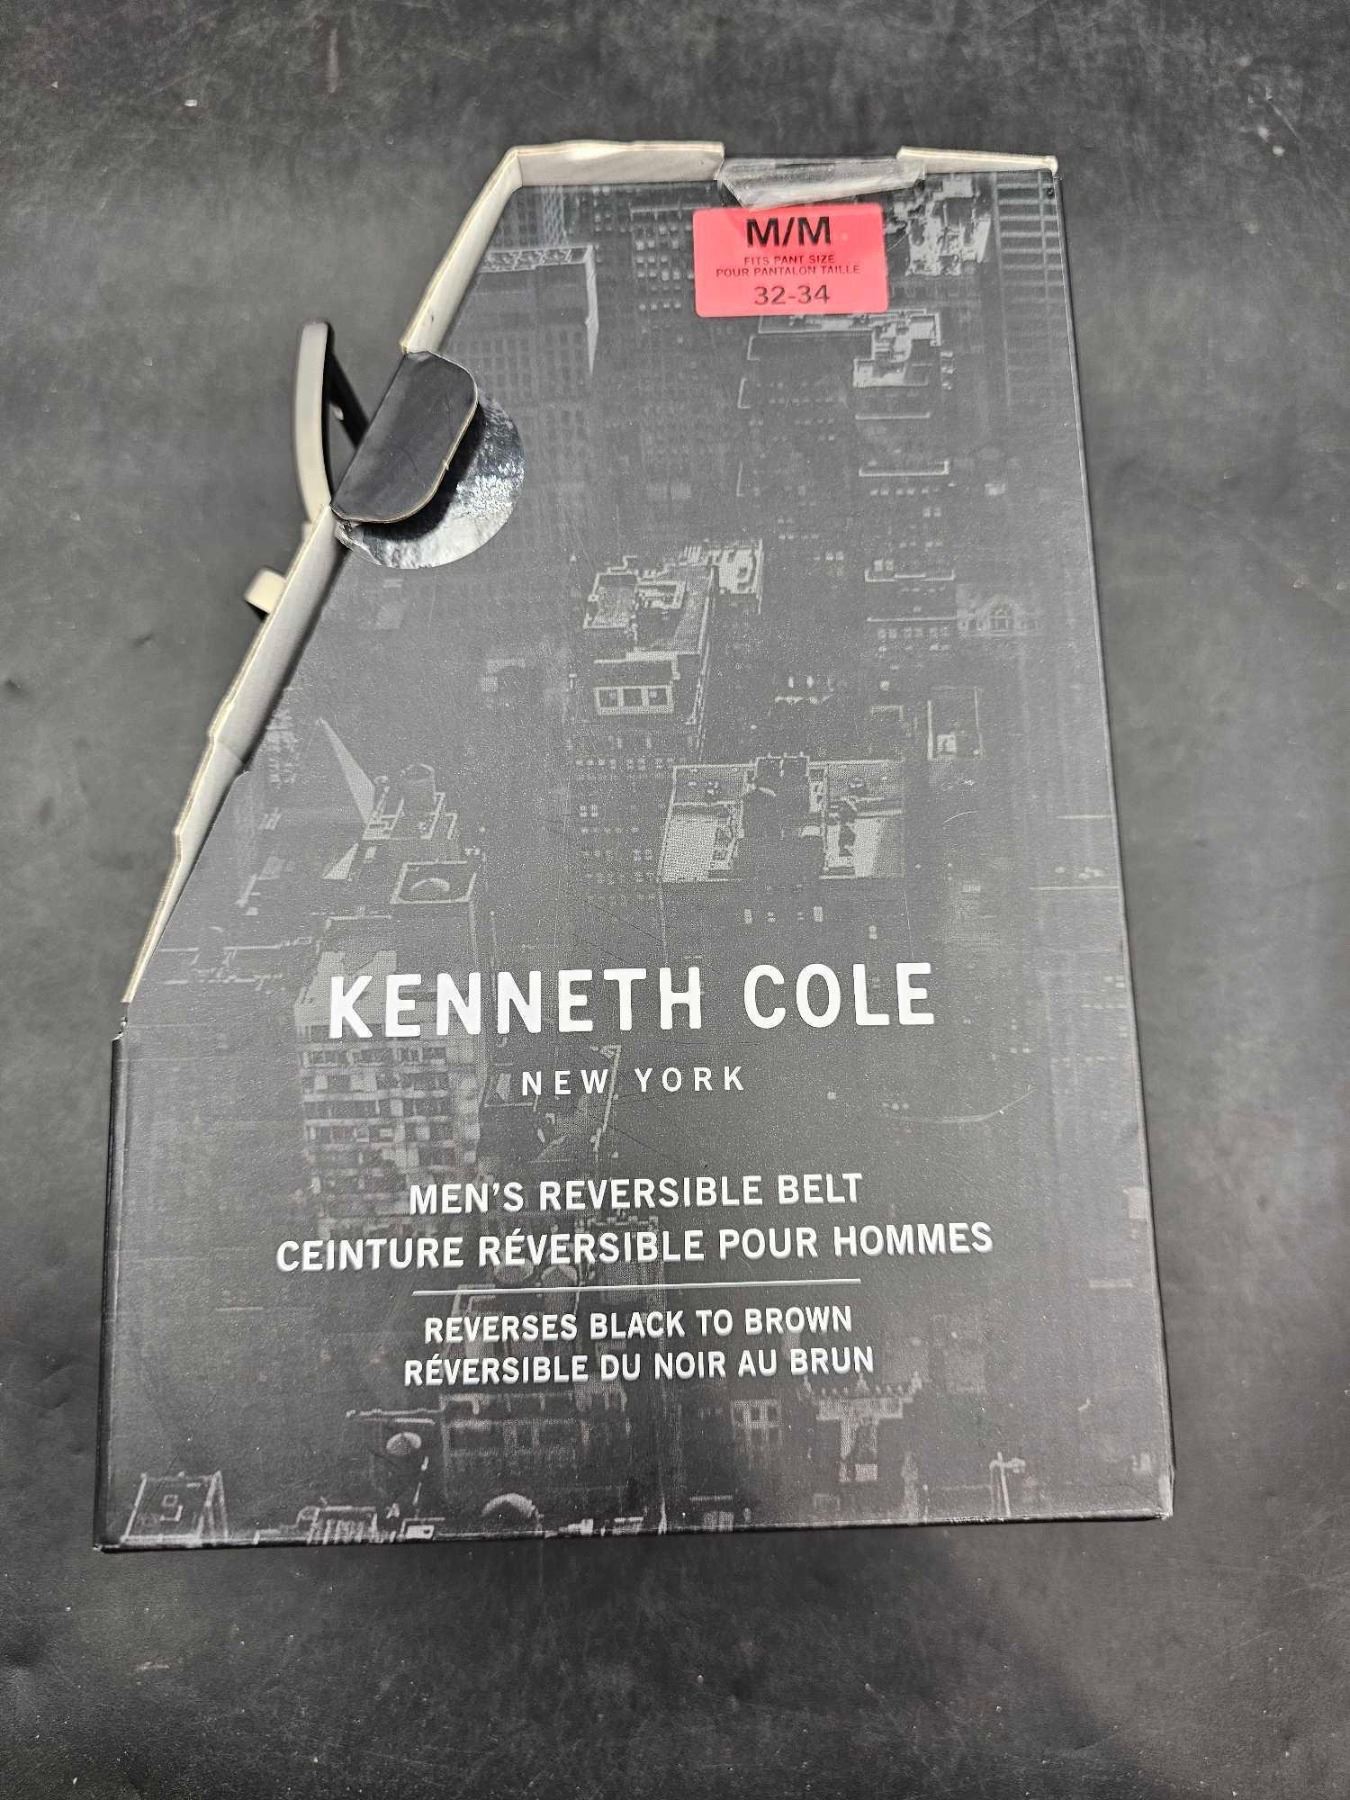 M/M
FITS PANT SIZE
POUR PANTALON TAILLE
32-34
KENNETH COLE
NEW YORK
MEN'S REVERSIBLE BELT
CEINTURE RÉVERSIBLE POUR HOMMES
REVERSES BLACK TO BROWN
RÉVERSIBLE DU NOIR AU BRUN